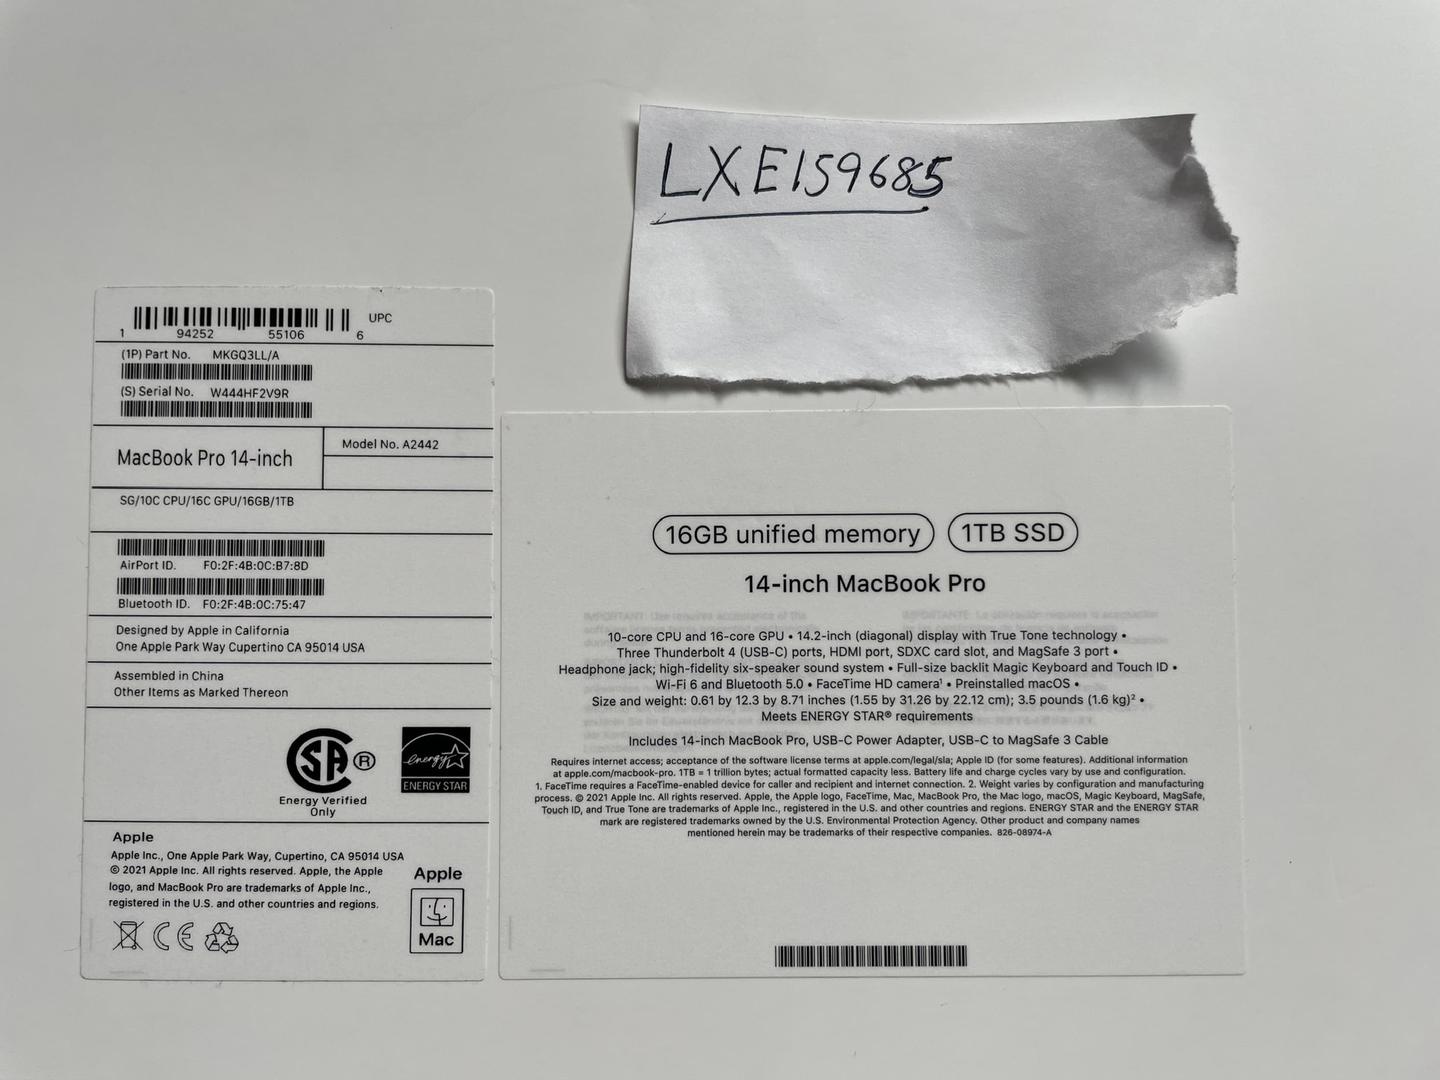 LXE159685
UPC
1 94252 55106 6
(1P) Part No. MKGQ3LL/A
(S) Serial No. W444HF2V9R
MacBook Pro 14-inch
Model No. A2442
SG/10C CPU/16C GPU/16GB/1TB
AirPort ID. F0:2F:4B:0C:B7:8D
Bluetooth ID. F0:2F:4B:0C:75:47
Designed by Apple in California
One Apple Park Way Cupertino CA 95014 USA
Assembled in China
Other Items as Marked Thereon
SA ®
Energy Verified
Only
energy
ENERGY STAR
Apple
Apple Inc., One Apple Park Way, Cupertino, CA 95014 USA
© 2021 Apple Inc. All rights reserved. Apple, the Apple
logo, and MacBook Pro are trademarks of Apple Inc.,
registered in the U.S. and other countries and regions.
CE
Apple
Mac
16GB unified memory 1TB SSD
14-inch MacBook Pro
10-core CPU and 16-core GPU • 14.2-inch (diagonal) display with True Tone technology •
Three Thunderbolt 4 (USB-C) ports, HDMI port, SDXC card slot, and MagSafe 3 port •
Headphone jack; high-fidelity six-speaker sound system • Full-size backlit Magic Keyboard and Touch ID •
Wi-Fi 6 and Bluetooth 5.0 • FaceTime HD camera¹ • Preinstalled macOS •
Size and weight: 0.61 by 12.3 by 8.71 inches (1.55 by 31.26 by 22.12 cm); 3.5 pounds (1.6 kg)² •
Meets ENERGY STAR® requirements
Includes 14-inch MacBook Pro, USB-C Power Adapter, USB-C to MagSafe 3 Cable
Requires internet access; acceptance of the software license terms at apple.com/legal/sla; Apple ID (for some features). Additional information
at apple.com/macbook-pro. 1TB = 1 trillion bytes; actual formatted capacity less. Battery life and charge cycles vary by use and configuration.
1. FaceTime requires a FaceTime-enabled device for caller and recipient and internet connection. 2. Weight varies by configuration and manufacturing
process. © 2021 Apple Inc. All rights reserved. Apple, the Apple logo, FaceTime, Mac, MacBook Pro, the Mac logo, macOS, Magic Keyboard, MagSafe,
Touch ID, and True Tone are trademarks of Apple Inc., registered in the U.S. and other countries and regions. ENERGY STAR and the ENERGY STAR
mark are registered trademarks owned by the U.S. Environmental Protection Agency. Other product and company names
mentioned herein may be trademarks of their respective companies. 826-08974-A